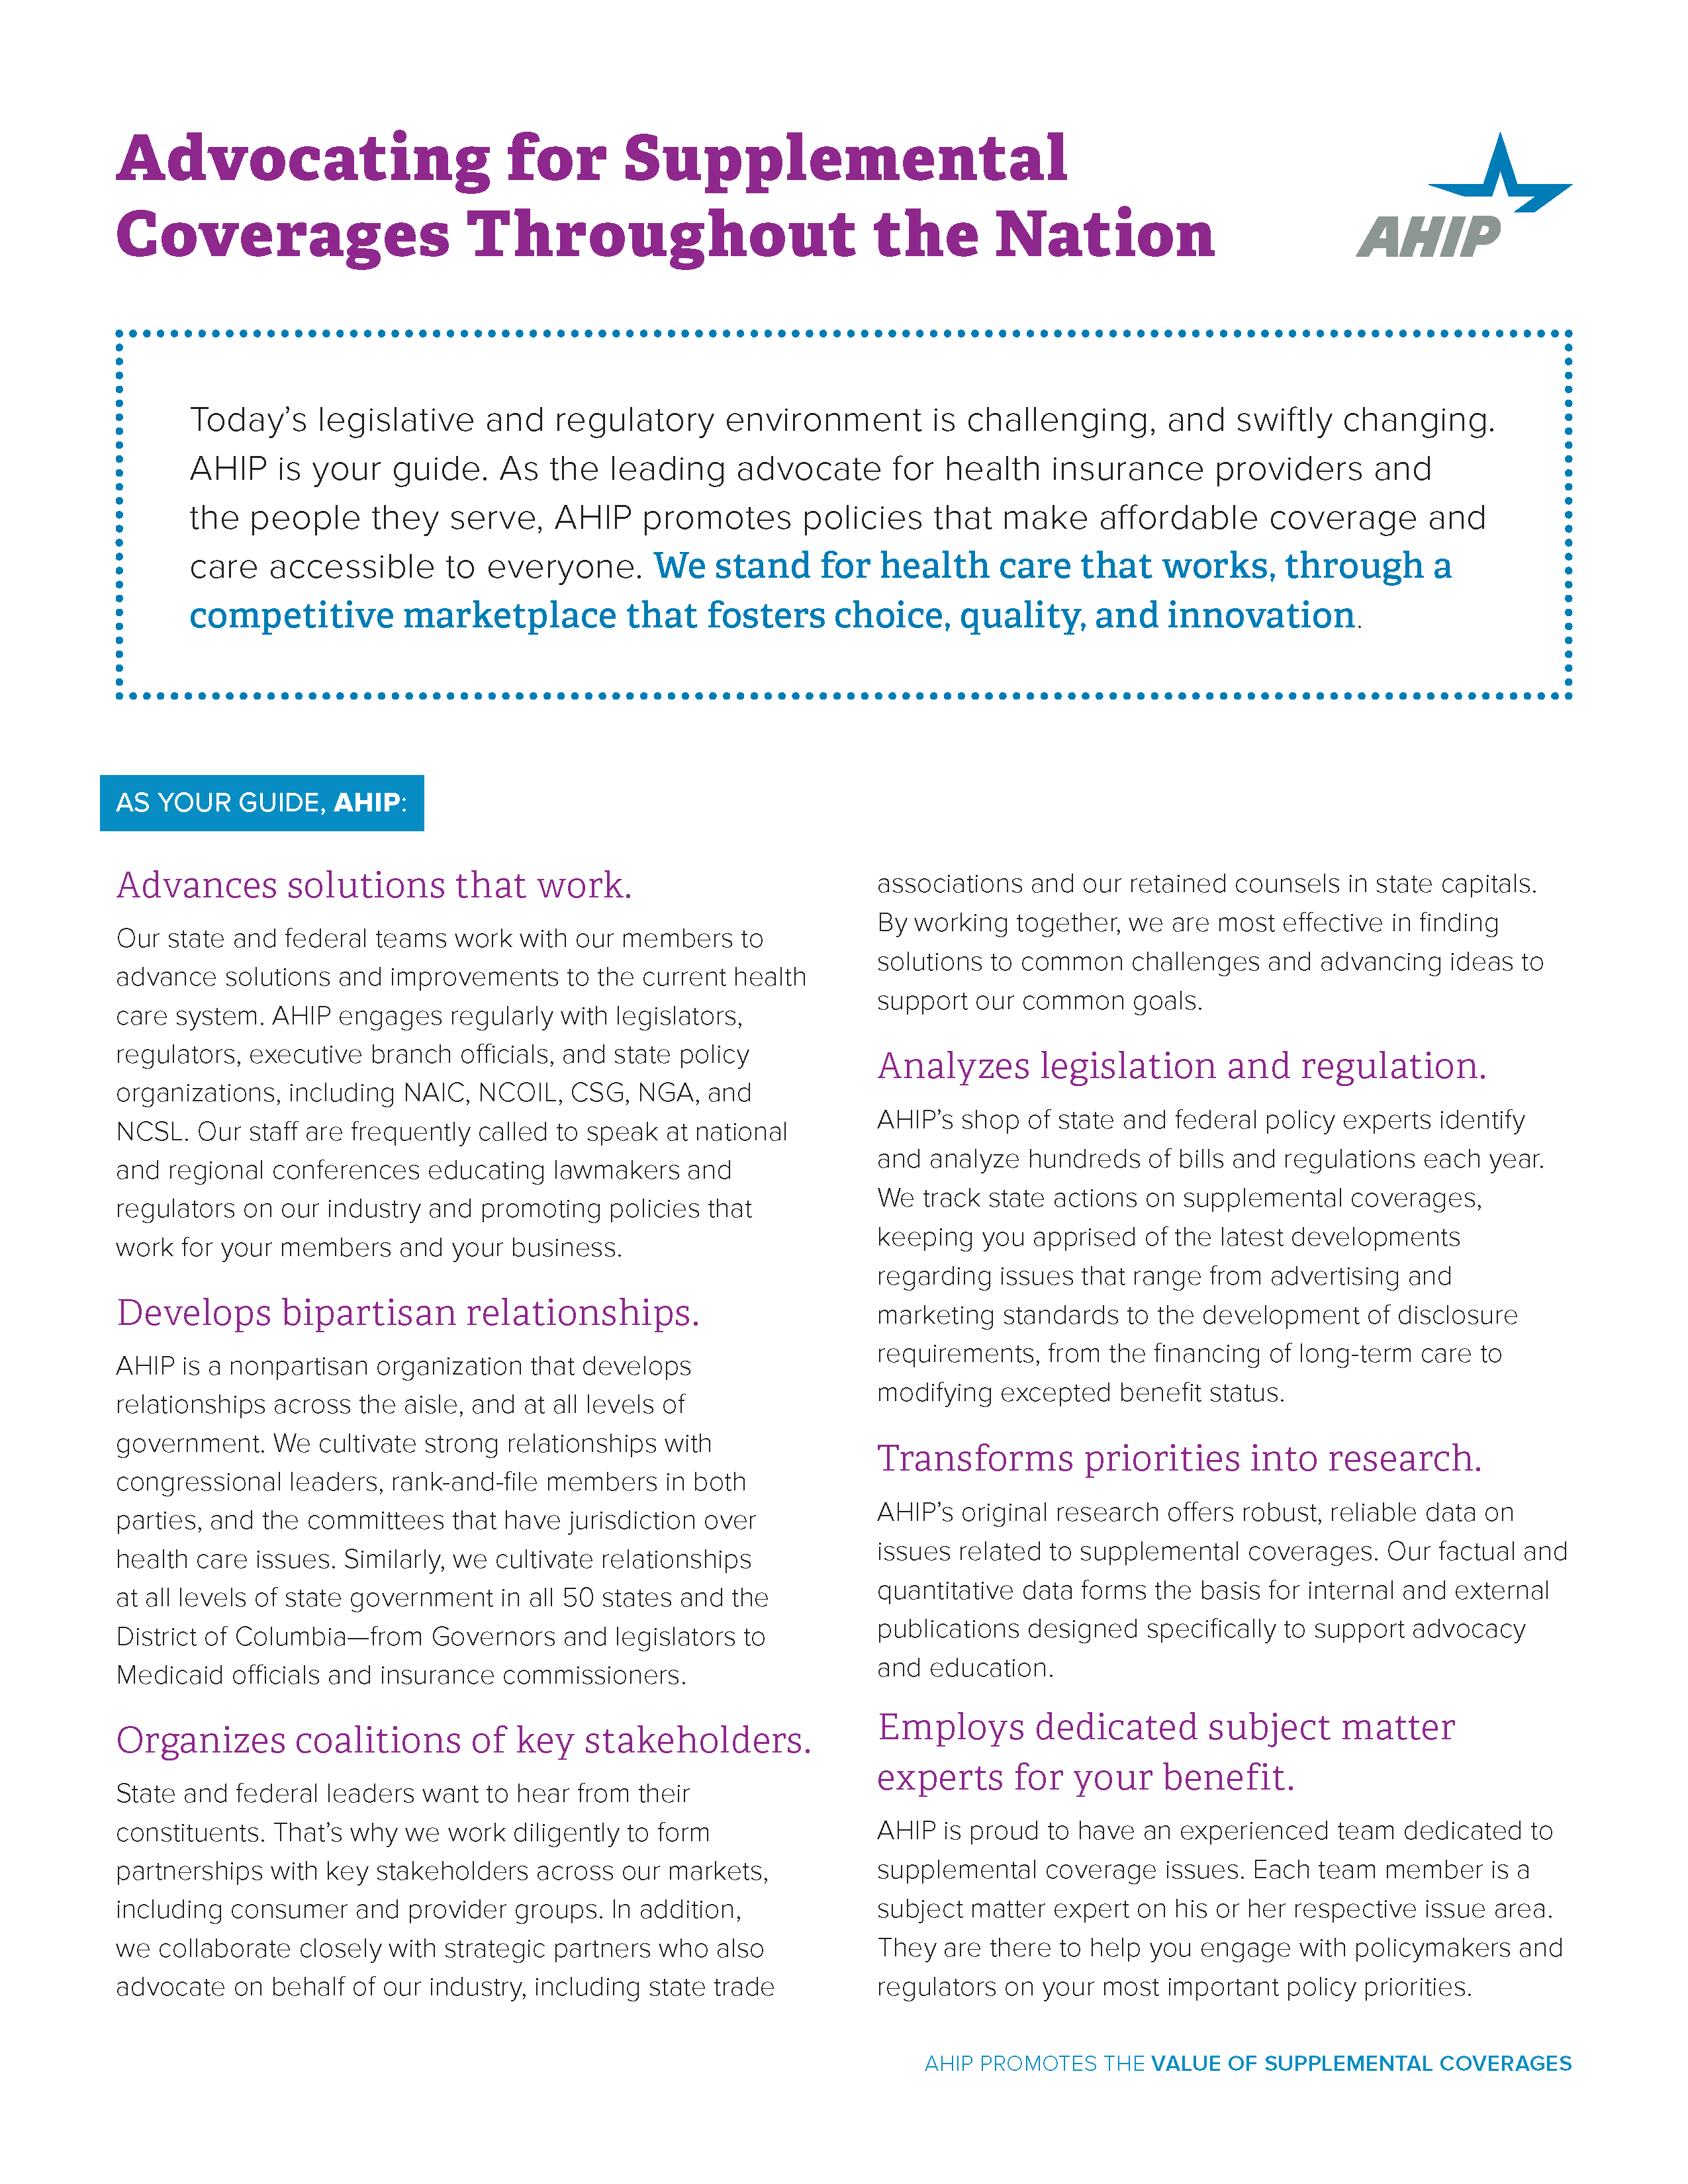 Advocating for Supplemental
Coverages Throughout the Nation
AHIP
Today’s legislative and regulatory environment is challenging, and swiftly changing.
AHIP is your guide. As the leading advocate for health insurance providers and
the people they serve, AHIP promotes policies that make affordable coverage and
care accessible to everyone. We stand for health care that works, through a
competitive marketplace that fosters choice, quality, and innovation.
AS YOUR GUIDE, AHIP:
Advances solutions that work.
Our state and federal teams work with our members to
advance solutions and improvements to the current health
care system. AHIP engages regularly with legislators,
regulators, executive branch officials, and state policy
organizations, including NAIC, NCOIL, CSG, NGA, and
NCSL. Our staff are frequently called to speak at national
and regional conferences educating lawmakers and
regulators on our industry and promoting policies that
work for your members and your business.
Develops bipartisan relationships.
AHIP is a nonpartisan organization that develops
relationships across the aisle, and at all levels of
government. We cultivate strong relationships with
congressional leaders, rank-and-file members in both
parties, and the committees that have jurisdiction over
health care issues. Similarly, we cultivate relationships
at all levels of state government in all 50 states and the
District of Columbia—from Governors and legislators to
Medicaid officials and insurance commissioners.
Organizes coalitions of key stakeholders.
State and federal leaders want to hear from their
constituents. That’s why we work diligently to form
partnerships with key stakeholders across our markets,
including consumer and provider groups. In addition,
we collaborate closely with strategic partners who also
advocate on behalf of our industry, including state trade
associations and our retained counsels in state capitals.
By working together, we are most effective in finding
solutions to common challenges and advancing ideas to
support our common goals.
Analyzes legislation and regulation.
AHIP’s shop of state and federal policy experts identify
and analyze hundreds of bills and regulations each year.
We track state actions on supplemental coverages,
keeping you apprised of the latest developments
regarding issues that range from advertising and
marketing standards to the development of disclosure
requirements, from the financing of long-term care to
modifying excepted benefit status.
Transforms priorities into research.
AHIP’s original research offers robust, reliable data on
issues related to supplemental coverages. Our factual and
quantitative data forms the basis for internal and external
publications designed specifically to support advocacy
and education.
Employs dedicated subject matter
experts for your benefit.
AHIP is proud to have an experienced team dedicated to
supplemental coverage issues. Each team member is a
subject matter expert on his or her respective issue area.
They are there to help you engage with policymakers and
regulators on your most important policy priorities.
AHIP PROMOTES THE VALUE OF SUPPLEMENTAL COVERAGES